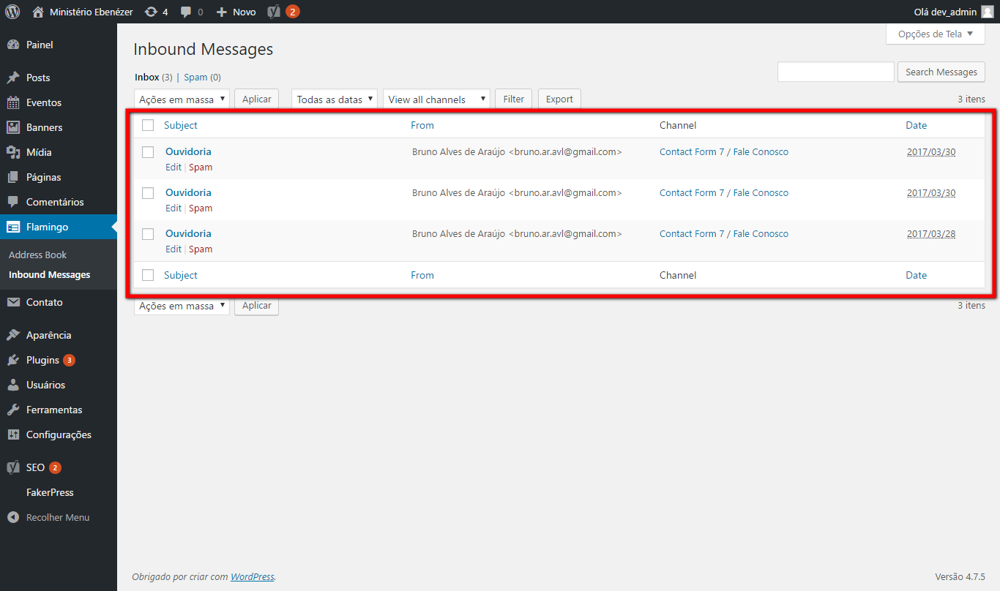 Ministério Ebenézer 4 0 Novo 2 Olá dev_admin
Opções de Tela ▼
Painel
Posts
Eventos
Banners
Mídia
Páginas
Comentários
Flamingo
Address Book
Inbound Messages
Contato
Aparência
Plugins 3
Usuários
Ferramentas
Configurações
SEO 2
FakerPress
Recolher Menu
Inbound Messages
Inbox (3) | Spam (0)
Search Messages
Ações em massa ▼ Aplicar Todas as datas ▼ View all channels ▼ Filter Export 3 itens
Subject From Channel Date
Ouvidoria Bruno Alves de Araújo <bruno.ar.avl@gmail.com> Contact Form 7 / Fale Conosco 2017/03/30
Edit | Spam
Ouvidoria Bruno Alves de Araújo <bruno.ar.avl@gmail.com> Contact Form 7 / Fale Conosco 2017/03/30
Edit | Spam
Ouvidoria Bruno Alves de Araújo <bruno.ar.avl@gmail.com> Contact Form 7 / Fale Conosco 2017/03/28
Edit | Spam
Subject From Channel Date
Ações em massa ▼ Aplicar 3 itens
Obrigado por criar com WordPress. Versão 4.7.5